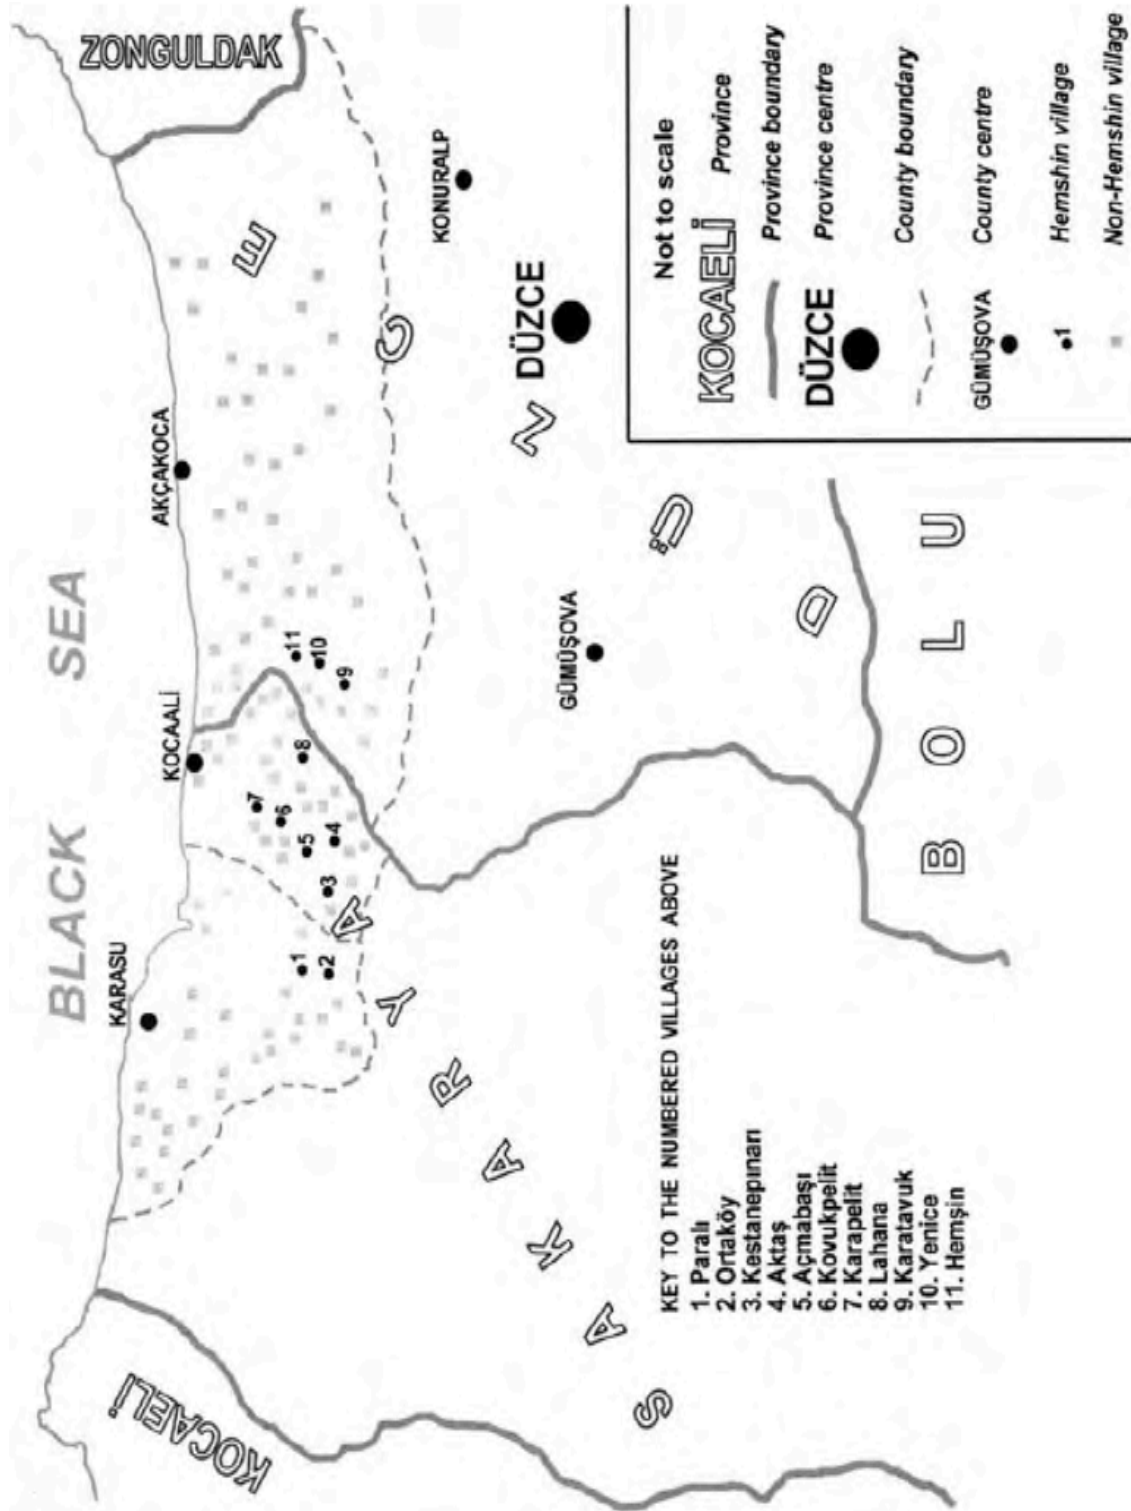 BLACK SEA
ZONGULDAK
KOCAELİ
KARASU
KOCAALİ
AKÇAKOCA
KONURALP
DÜZCE
GÜMÜŞOVA
SAKARYA
DÜZCE
BOLU
1
2
3
4
5
6
7
8
9
10
11
KEY TO THE NUMBERED VILLAGES ABOVE
1. Paralı
2. Ortaköy
3. Kestanepınarı
4. Aktaş
5. Açmabaşı
6. Kovukpelit
7. Karapelit
8. Lahana
9. Karatavuk
10. Yenice
11. Hemşin
Not to scale
KOCAELİ Province
Province boundary
DÜZCE Province centre
County boundary
GÜMÜŞOVA County centre
1 Hemshin village
Non-Hemshin village